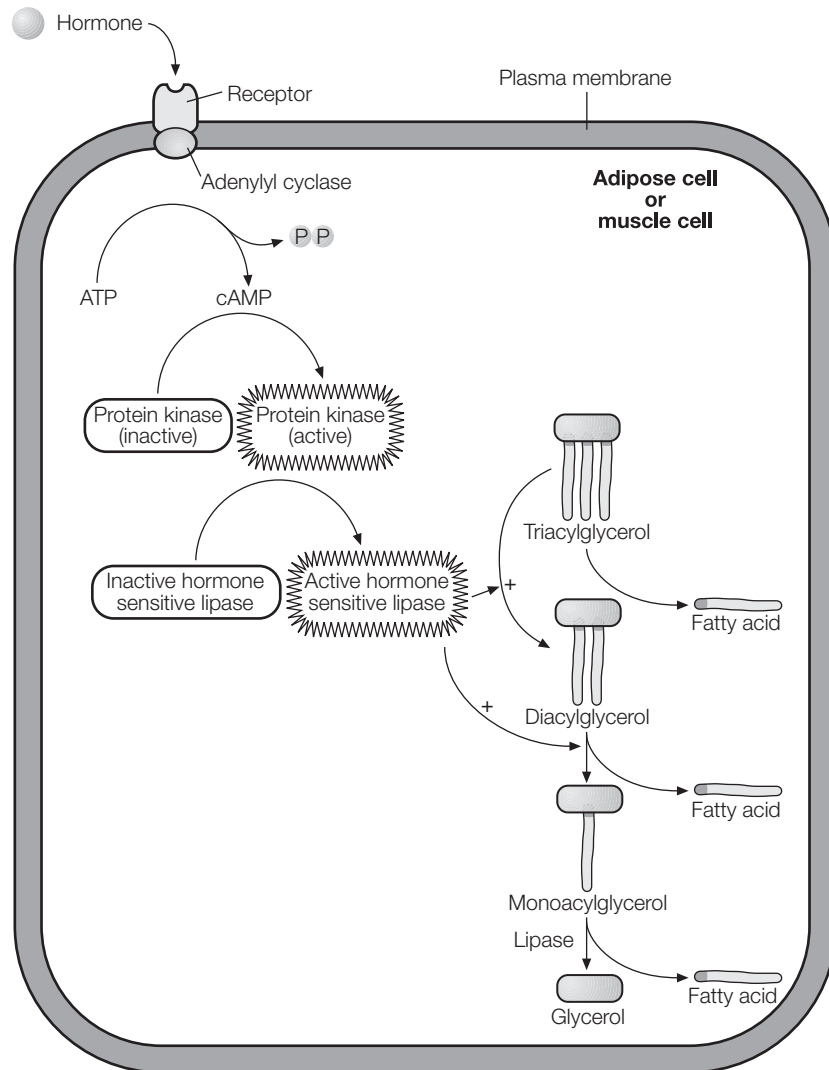 Hormone
Plasma membrane
Receptor
Adenylyl cyclase
Adipose cell
or
muscle cell
P P
ATP
cAMP
Protein kinase
(inactive)
Protein kinase
(active)
Triacylglycerol
Inactive hormone
sensitive lipase
Active hormone
sensitive lipase
+
Fatty acid
Diacylglycerol
+
Fatty acid
Monoacylglycerol
Lipase
Fatty acid
Glycerol